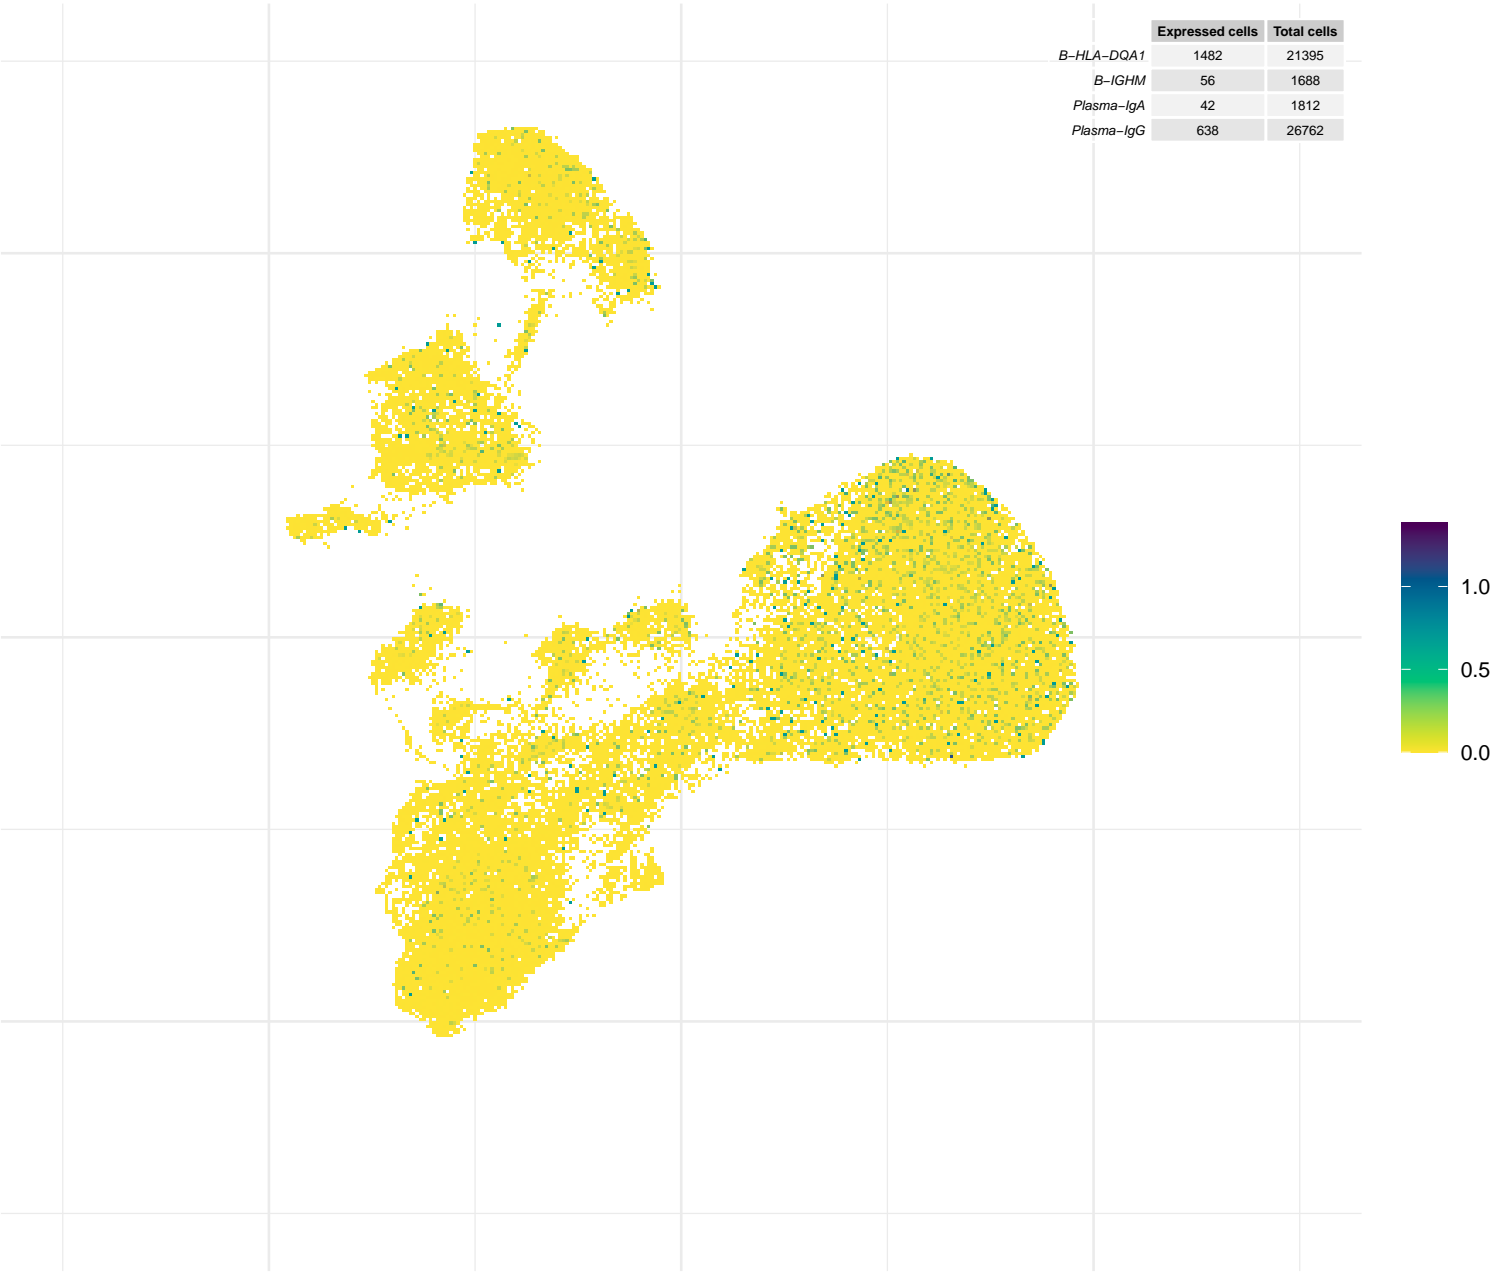 Expressed cells Total cells
B−HLA−DQA1 1482 21395
B−IGHM 56 1688
Plasma−IgA 42 1812
Plasma−IgG 638 26762
1.0
0.5
0.0